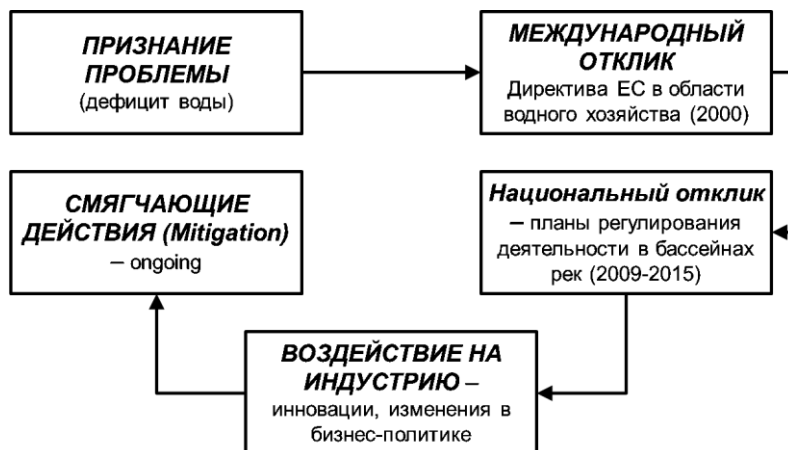 ПРИЗНАНИЕ
ПРОБЛЕМЫ
(дефицит воды)
МЕЖДУНАРОДНЫЙ
ОТКЛИК
Директива ЕС в области
водного хозяйства (2000)
Национальный отклик
– планы регулирования
деятельности в бассейнах
рек (2009-2015)
ВОЗДЕЙСТВИЕ НА
ИНДУСТРИЮ –
инновации, изменения в
бизнес-политике
СМЯГЧАЮЩИЕ
ДЕЙСТВИЯ (Mitigation)
– ongoing